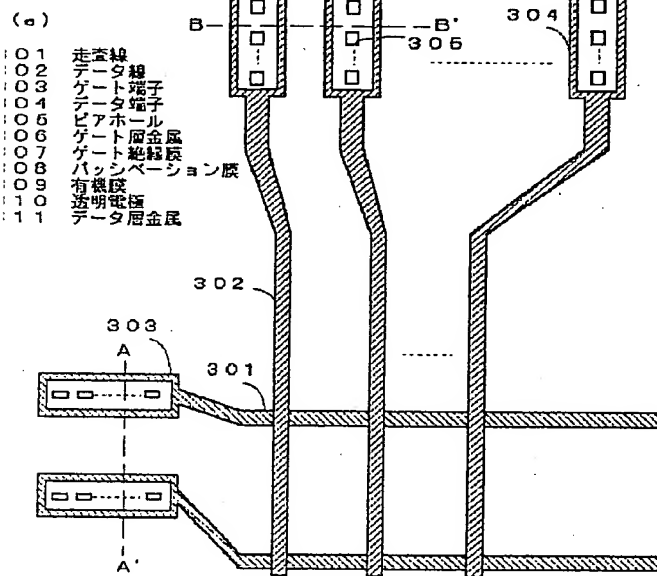 (a)
301 走査線
302 データ線
303 ゲート端子
304 データ端子
305 ビアホール
306 ゲート層金属
307 ゲート絶縁膜
308 パッシベーション膜
309 有機膜
310 透明電極
311 データ層金属
B B'
305
304
302
303
A
301
A'